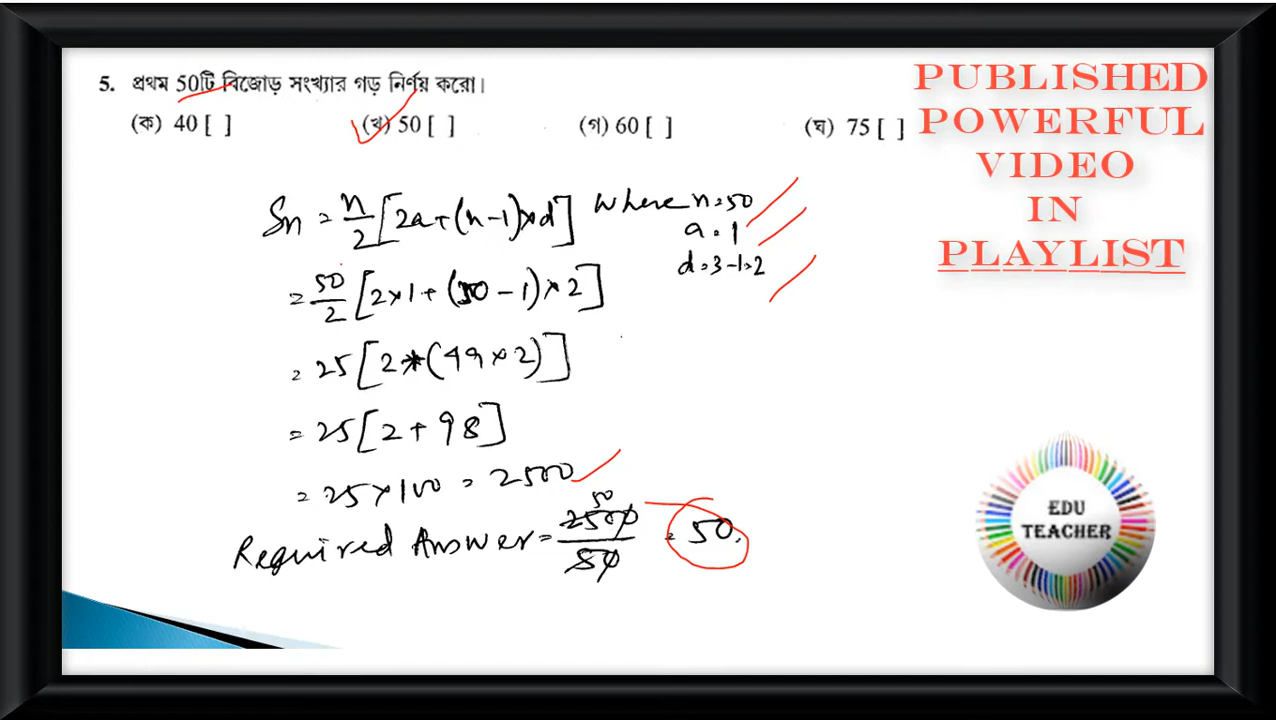 5. প্রথম 50টি বিজোড় সংখ্যার গড় নির্ণয় করো।
(ক) 40 [ ] (খ) 50 [ ] (গ) 60 [ ] (ঘ) 75 [ ]
Sn = n/2 [2a+(n-1)×d] where n=50
a=1
d=3-1=2
= 50/2 [2×1+(50-1)×2]
= 25[2+(49×2)]
= 25[2+98]
= 25×100 = 2500
50
Required Answer = 2500/50 = 50.
PUBLISHED
POWERFUL
VIDEO
IN
PLAYLIST
EDU
TEACHER